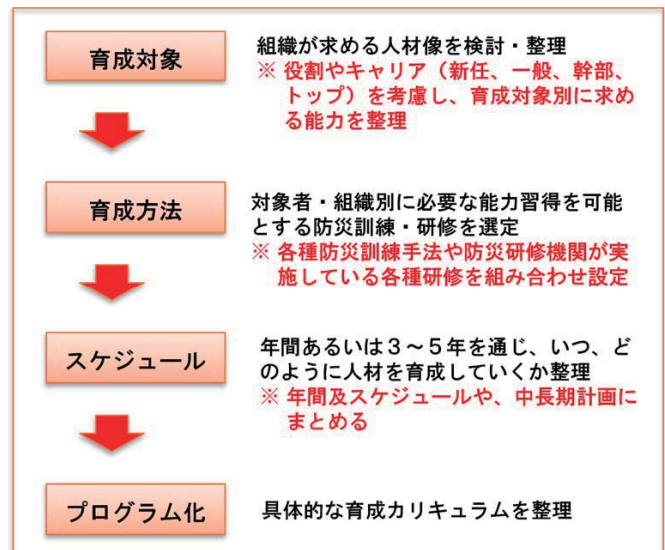 育成対象
組織が求める人材像を検討・整理
※ 役割やキャリア（新任、一般、幹部、
トップ）を考慮し、育成対象別に求め
る能力を整理
育成方法
対象者・組織別に必要な能力習得を可能
とする防災訓練・研修を選定
※ 各種防災訓練手法や防災研修機関が実
施している各種研修を組み合わせ設定
スケジュール
年間あるいは３～５年を通じ、いつ、ど
のように人材を育成していくか整理
※ 年間及スケジュールや、中長期計画に
まとめる
プログラム化
具体的な育成カリキュラムを整理